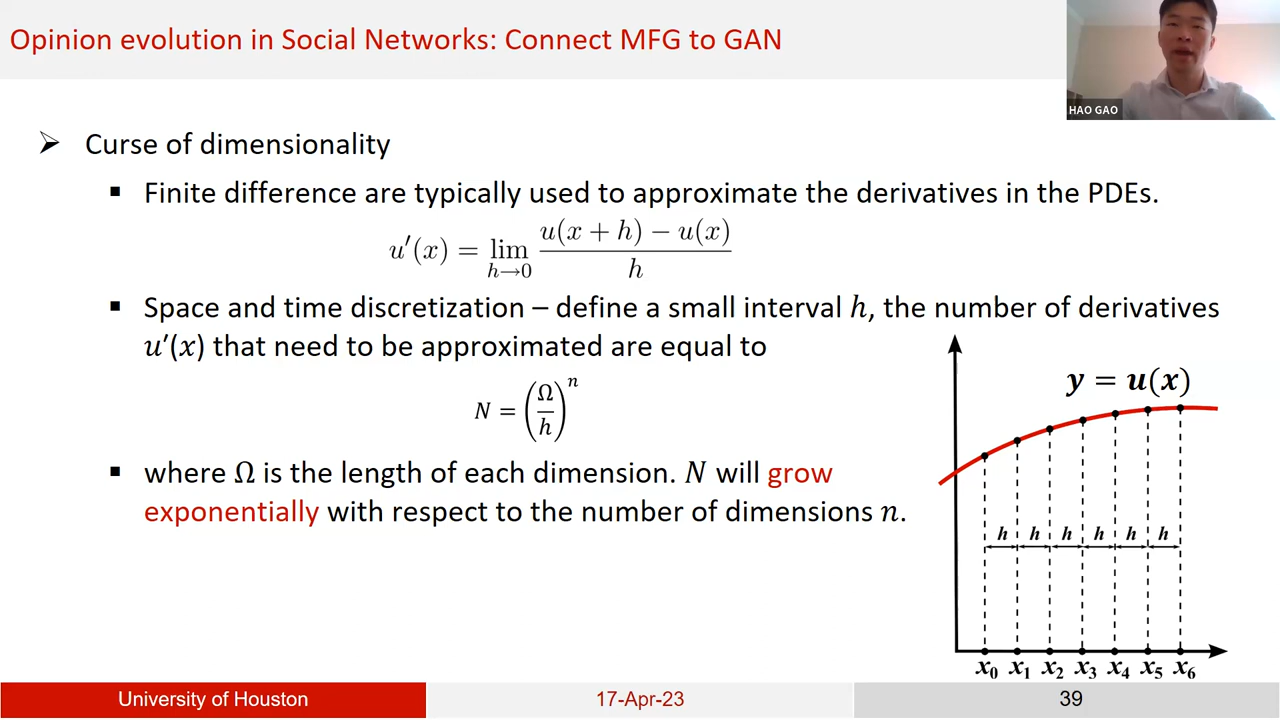 Opinion evolution in Social Networks: Connect MFG to GAN
HAO GAO
➢ Curse of dimensionality
▪ Finite difference are typically used to approximate the derivatives in the PDEs.
u′(x) = lim h→0 u(x + h) − u(x) / h
▪ Space and time discretization – define a small interval h, the number of derivatives
u′(x) that need to be approximated are equal to
N = (Ω/h)^n
▪ where Ω is the length of each dimension. N will grow
exponentially with respect to the number of dimensions n.
y = u(x)
h h h h h h
x₀ x₁ x₂ x₃ x₄ x₅ x₆
University of Houston
17-Apr-23
39